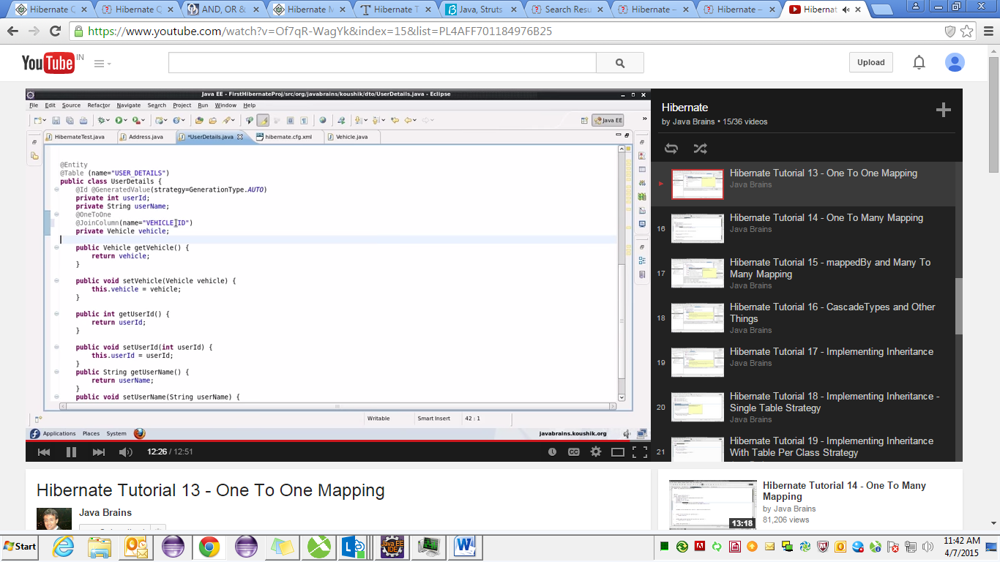 Hibernate C
Hibernate Q
AND, OR &
Hibernate M
Hibernate T
Java, Struts
Search Resu
Hibernate –
Hibernate –
Hibernat
https://www.youtube.com/watch?v=Of7qR-WagYk&index=15&list=PL4AFF701184976B25
YouTube IN
Upload
Java EE - FirstHibernateProj/src/org/javabrains/koushik/dto/UserDetails.java - Eclipse
File Edit Source Refactor Navigate Search Project Run Window Help
Java EE
HibernateTest.java Address.java *UserDetails.java hibernate.cfg.xml Vehicle.java
@Entity
@Table (name="USER_DETAILS")
public class UserDetails {
@Id @GeneratedValue(strategy=GenerationType.AUTO)
private int userId;
private String userName;
@OneToOne
@JoinColumn(name="VEHICLE_ID")
private Vehicle vehicle;
public Vehicle getVehicle() {
return vehicle;
}
public void setVehicle(Vehicle vehicle) {
this.vehicle = vehicle;
}
public int getUserId() {
return userId;
}
public void setUserId(int userId) {
this.userId = userId;
}
public String getUserName() {
return userName;
}
public void setUserName(String userName) {
Writable Smart Insert 42 : 1
Applications Places System javabrains.koushik.org
12:26 / 12:51
CC
Hibernate
by Java Brains • 15/36 videos
Hibernate Tutorial 13 - One To One Mapping
Java Brains
16
Hibernate Tutorial 14 - One To Many Mapping
Java Brains
17
Hibernate Tutorial 15 - mappedBy and Many To
Many Mapping
Java Brains
18
Hibernate Tutorial 16 - CascadeTypes and Other
Things
Java Brains
19
Hibernate Tutorial 17 - Implementing Inheritance
Java Brains
20
Hibernate Tutorial 18 - Implementing Inheritance -
Single Table Strategy
Java Brains
21
Hibernate Tutorial 19 - Implementing Inheritance
With Table Per Class Strategy
Java Brains
Hibernate Tutorial 13 - One To One Mapping
Java Brains
Hibernate Tutorial 14 - One To Many
Mapping
by Java Brains
81,206 views
13:18
Start
Java EE
IDE
11:42 AM
4/7/2015